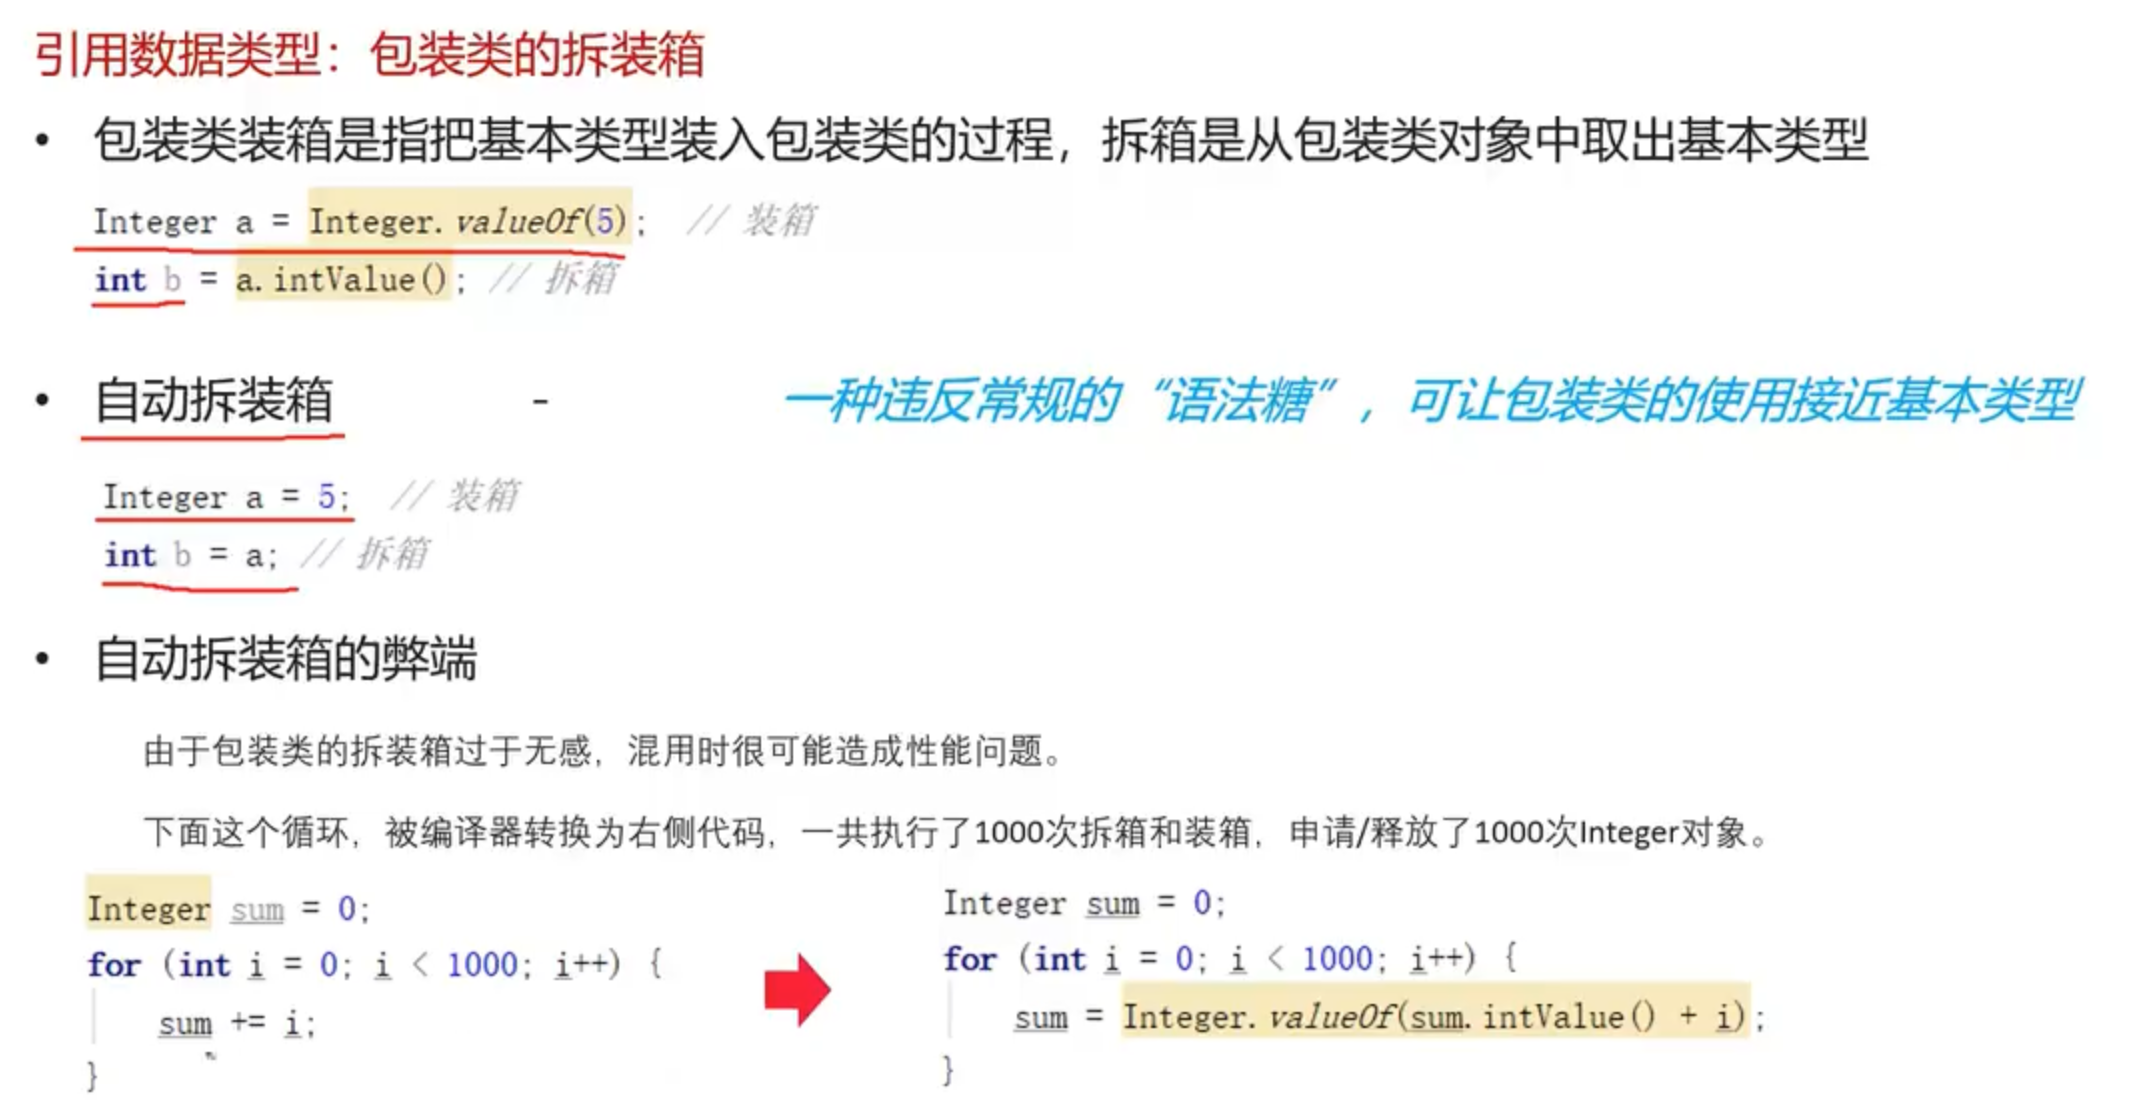 引用数据类型：包装类的拆装箱
• 包装类装箱是指把基本类型装入包装类的过程，拆箱是从包装类对象中取出基本类型
Integer a = Integer.valueOf(5); // 装箱
int b = a.intValue(); // 拆箱
• 自动拆装箱 - 一种违反常规的“语法糖”，可让包装类的使用接近基本类型
Integer a = 5; // 装箱
int b = a; // 拆箱
• 自动拆装箱的弊端
由于包装类的拆装箱过于无感，混用时很可能造成性能问题。
下面这个循环，被编译器转换为右侧代码，一共执行了1000次拆箱和装箱，申请/释放了1000次Integer对象。
Integer sum = 0;
for (int i = 0; i < 1000; i++) {
sum += i;
}
Integer sum = 0;
for (int i = 0; i < 1000; i++) {
sum = Integer.valueOf(sum.intValue() + i);
}